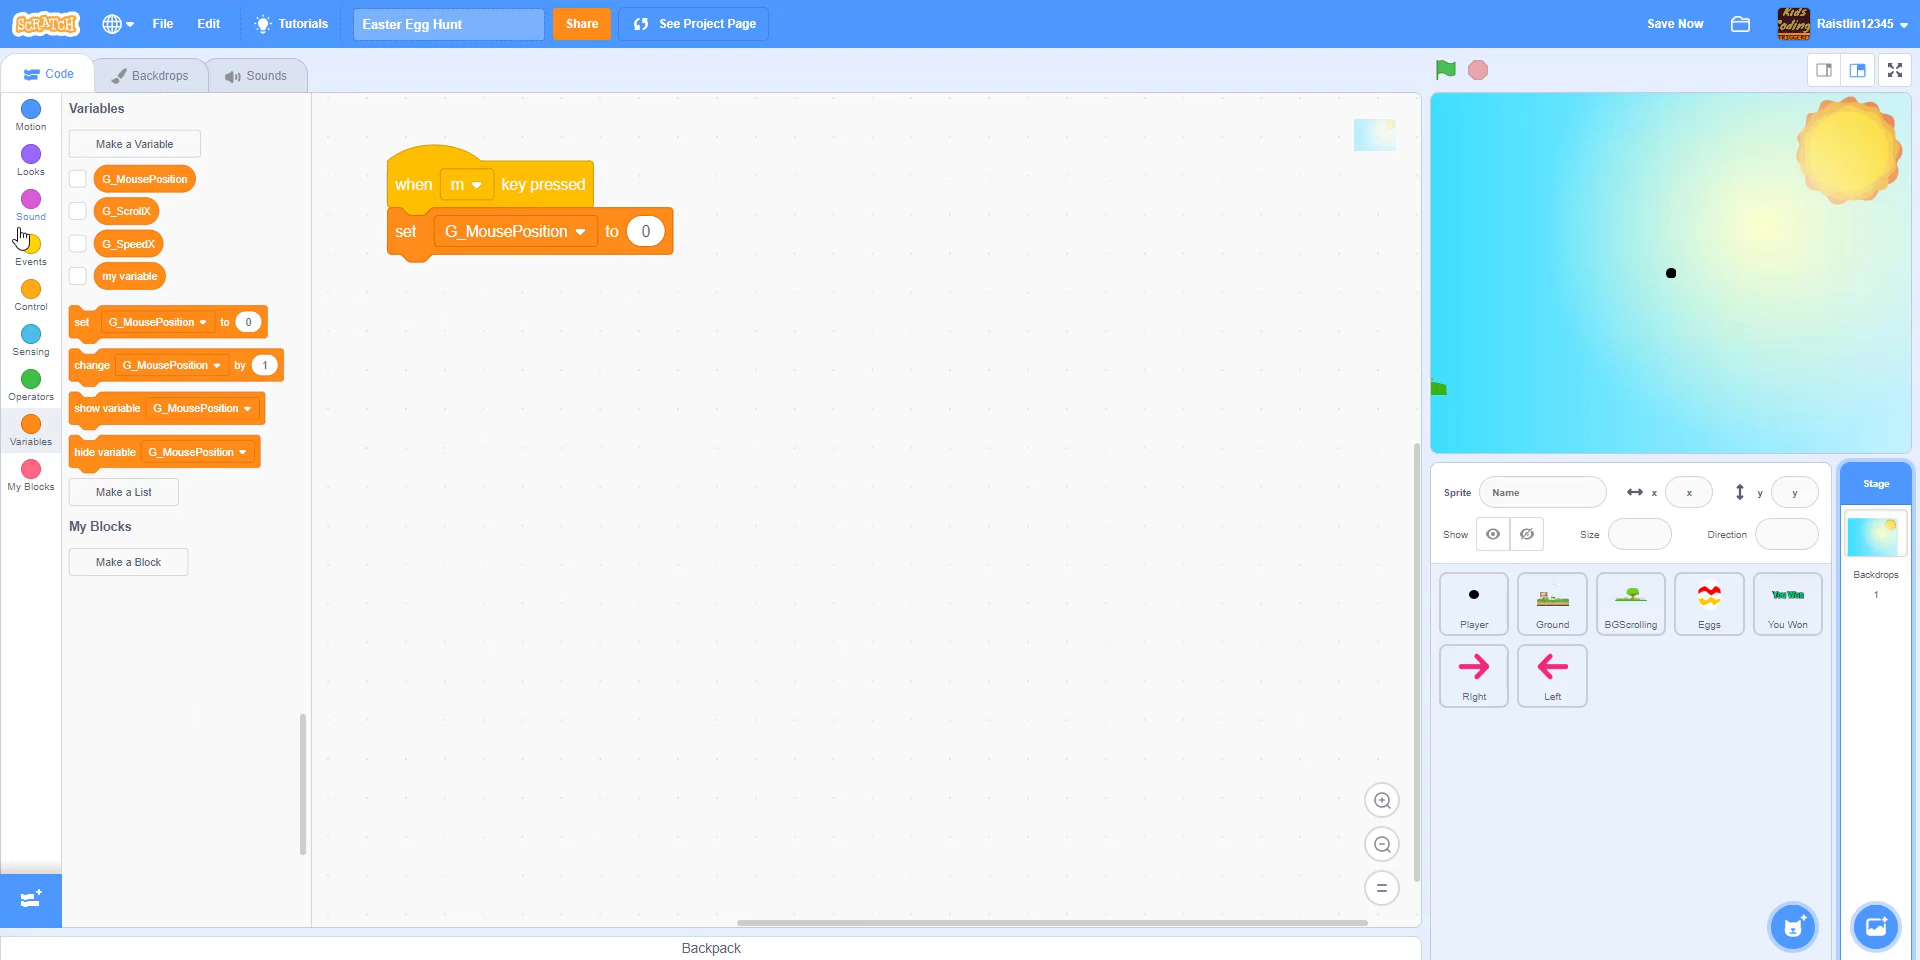 SCRATCH
File
Edit
Tutorials
Easter Egg Hunt
Share
See Project Page
Save Now
Raistlin12345
Code
Backdrops
Sounds
Motion
Looks
Sound
Events
Control
Sensing
Operators
Variables
My Blocks
Variables
Make a Variable
G_MousePosition
G_ScrollX
G_SpeedX
my variable
set G_MousePosition to 0
change G_MousePosition by 1
show variable G_MousePosition
hide variable G_MousePosition
Make a List
My Blocks
Make a Block
when m key pressed
set G_MousePosition to 0
Backpack
Sprite Name x x y y
Show Size Direction
Player
Ground
BGScrolling
Eggs
You Won
You Won
Right
Left
Stage
Backdrops
1